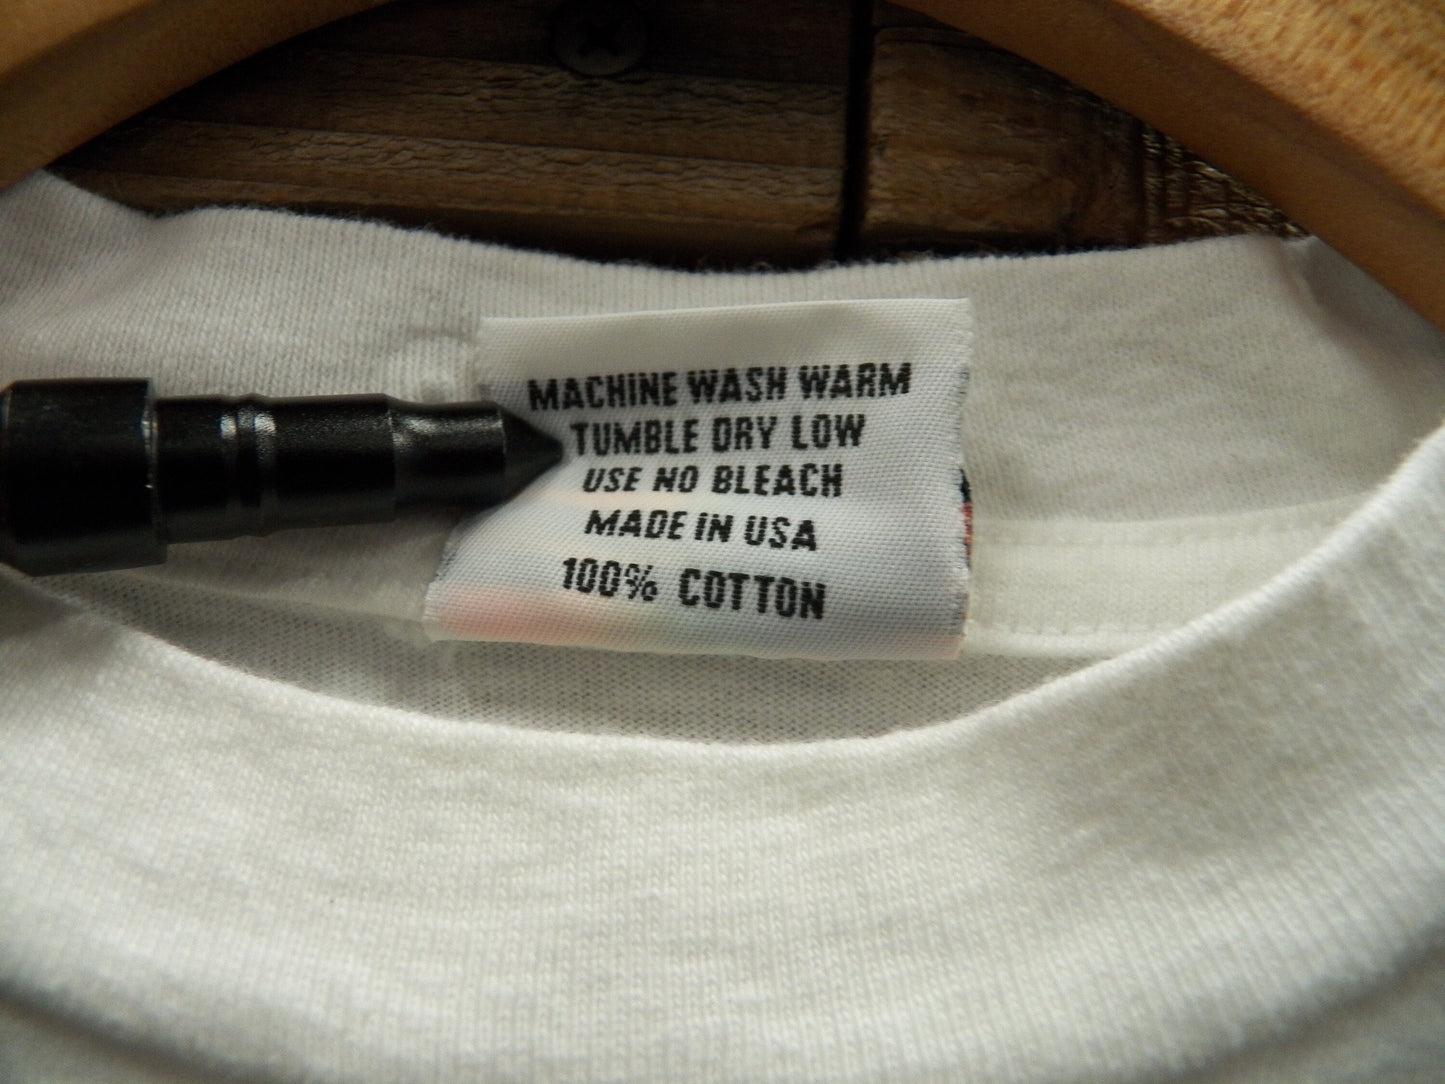 MACHINE WASH WARM
TUMBLE DRY LOW
USE NO BLEACH
MADE IN USA
100% COTTON